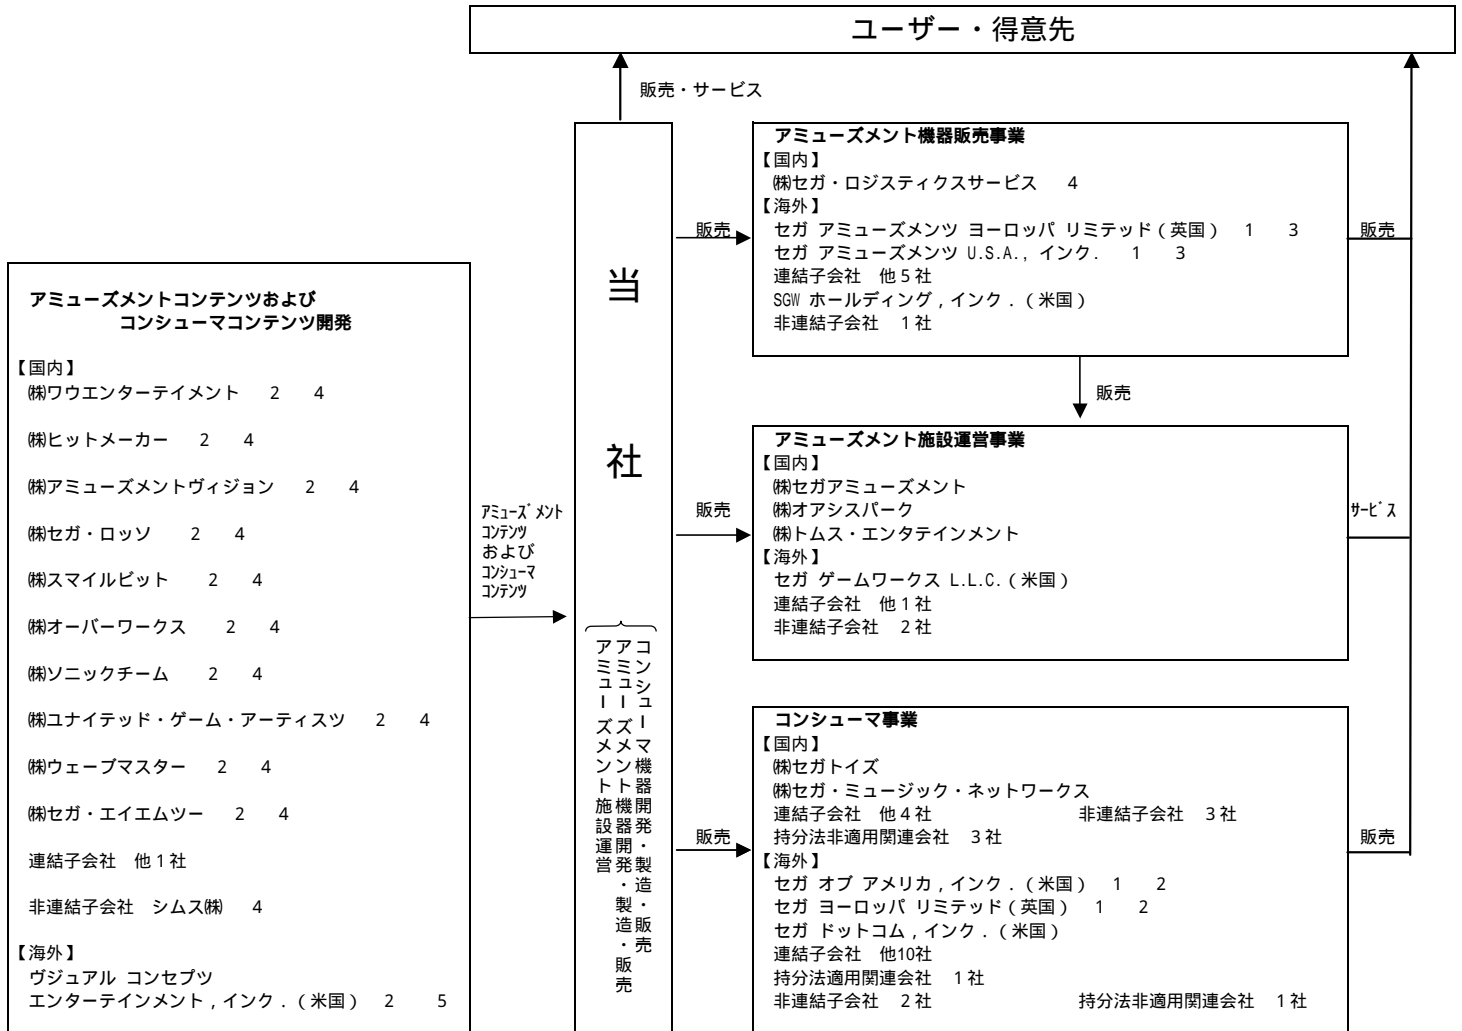 ユーザー・得意先
販売・サービス
アミューズメントコンテンツおよび
コンシューマコンテンツ開発
【国内】
㈱ワウエンターテイメント 2 4
㈱ヒットメーカー 2 4
㈱アミューズメントヴィジョン 2 4
㈱セガ・ロッソ 2 4
㈱スマイルビット 2 4
㈱オーバーワークス 2 4
㈱ソニックチーム 2 4
㈱ユナイテッド・ゲーム・アーティスツ 2 4
㈱ウェーブマスター 2 4
㈱セガ・エイエムツー 2 4
連結子会社 他1社
非連結子会社 シムス㈱ 4
【海外】
ヴジュアル コンセプツ
エンターテインメント,インク.(米国) 2 5
アミューズメント
コンテンツ
および
コンシューマ
コンテンツ
当社
コンシューマ機器開発・製造・販売
アミューズメント機器開発・製造・販売
アミューズメント施設運営
販売
アミューズメント機器販売事業
【国内】
㈱セガ・ロジスティクスサービス 4
【海外】
セガ アミューズメンツ ヨーロッパ リミテッド(英国) 1 3
セガ アミューズメンツ U.S.A., インク. 1 3
連結子会社 他5社
SGW ホールディング,インク.(米国)
非連結子会社 1社
販売
販売
販売
アミューズメント施設運営事業
【国内】
㈱セガアミューズメント
㈱オアシスパーク
㈱トムス・エンタテインメント
【海外】
セガ ゲームワークス L.L.C.(米国)
連結子会社 他1社
非連結子会社 2社
サービス
販売
コンシューマ事業
【国内】
㈱セガトイズ
㈱セガ・ミュージック・ネットワークス
連結子会社 他4社 非連結子会社 3社
持分法非適用関連会社 3社
【海外】
セガ オブ アメリカ,インク.(米国) 1 2
セガ ヨーロッパ リミテッド(英国) 1 2
セガ ドットコム,インク.(米国)
連結子会社 他10社
持分法適用関連会社 1社
非連結子会社 2社 持分法非適用関連会社 1社
販売